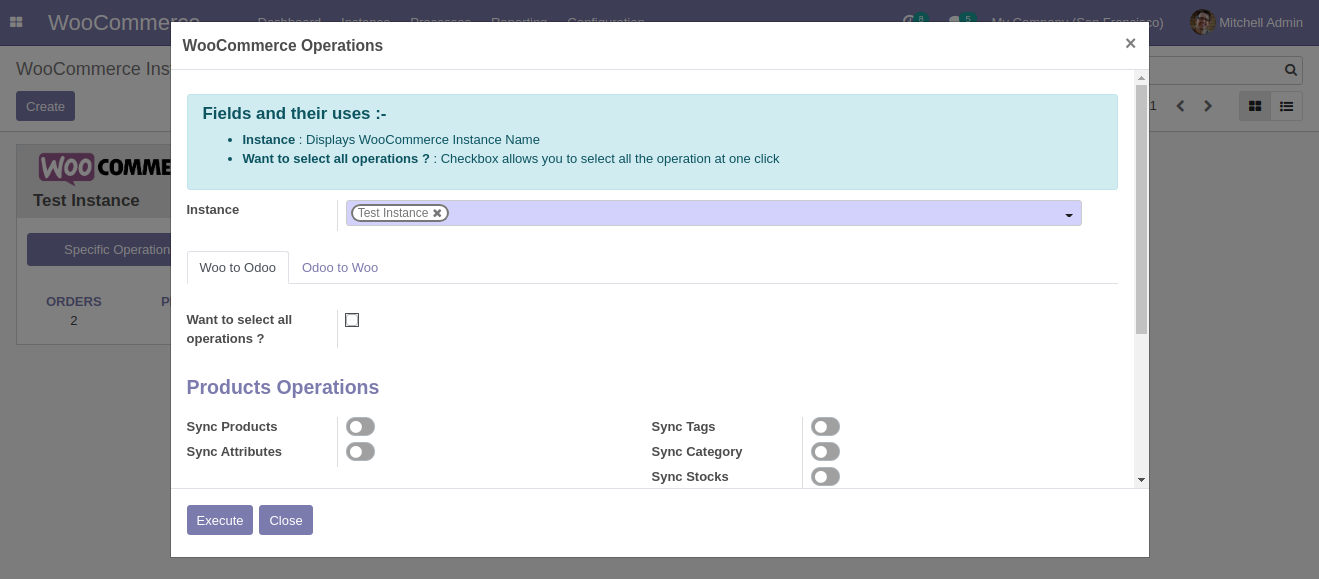 WooCommerce Dashboard Instance Processes Reporting Configuration 8 5 My Company (San Francisco) Mitchell Admin
WooCommerce Operations ×
WooCommerce Ins
Create
1
Fields and their uses :-
• Instance : Displays WooCommerce Instance Name
• Want to select all operations ? : Checkbox allows you to select all the operation at one click
WOO COMME
Test Instance
Instance
Test Instance ✖
Specific Operation
Woo to Odoo
Odoo to Woo
ORDERS
2
P
Want to select all
operations ?
Products Operations
Sync Products
Sync Tags
Sync Attributes
Sync Category
Sync Stocks
Execute
Close